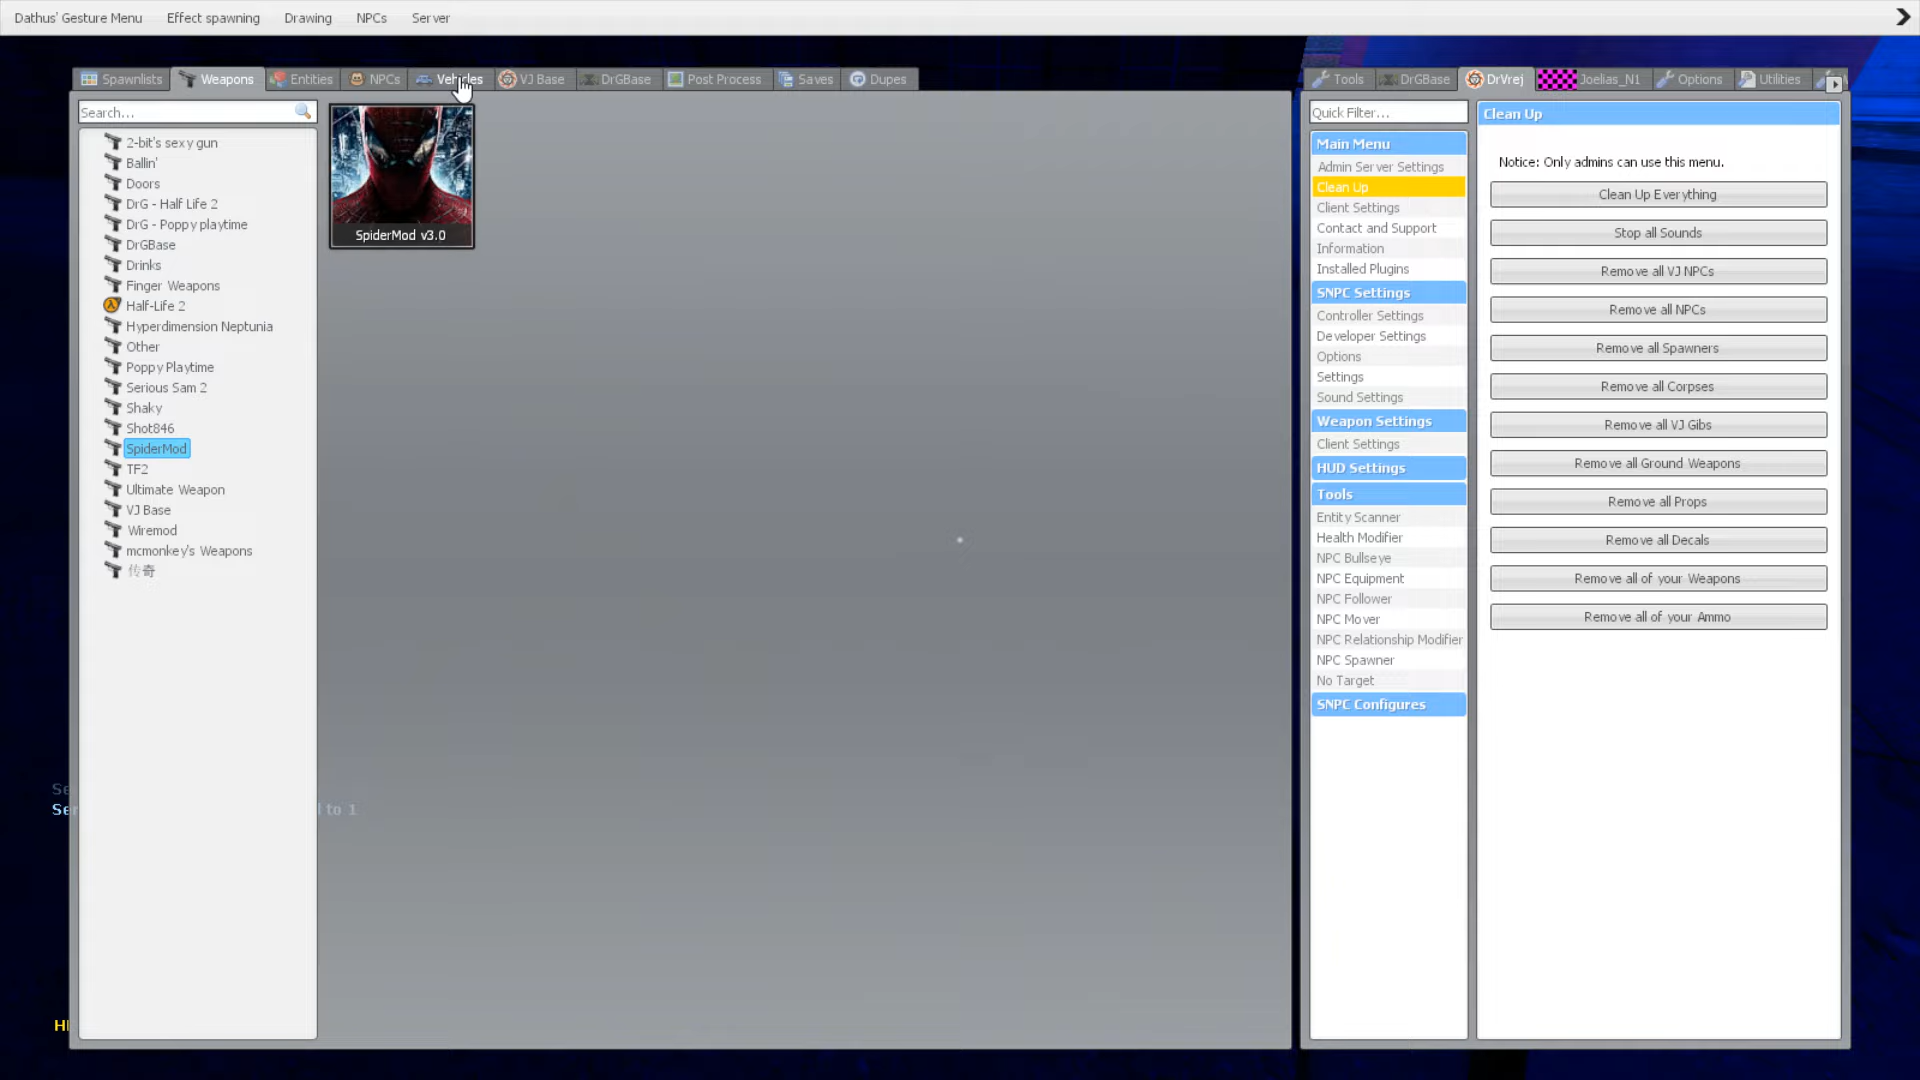 Dathus' Gesture Menu Effect spawning Drawing NPCs Server
Spawnlists Weapons Entities NPCs Vehicles VJ Base DrGBase Post Process Saves Dupes
Search...
2-bit's sexy gun
Ballin'
Doors
DrG - Half Life 2
DrG - Poppy playtime
DrGBase
Drinks
Finger Weapons
Half-Life 2
Hyperdimension Neptunia
Other
Poppy Playtime
Serious Sam 2
Shaky
Shot846
SpiderMod
TF2
Ultimate Weapon
VJ Base
Wiremod
mcmonkey's Weapons
传奇
SpiderMod v3.0
to 1
Tools DrGBase DrVrej Joelias_N1 Options Utilities
Quick Filter...
Main Menu
Admin Server Settings
Clean Up
Client Settings
Contact and Support
Information
Installed Plugins
SNPC Settings
Controller Settings
Developer Settings
Options
Settings
Sound Settings
Weapon Settings
Client Settings
HUD Settings
Tools
Entity Scanner
Health Modifier
NPC Bullseye
NPC Equipment
NPC Follower
NPC Mover
NPC Relationship Modifier
NPC Spawner
No Target
SNPC Configures
Clean Up
Notice: Only admins can use this menu.
Clean Up Everything
Stop all Sounds
Remove all VJ NPCs
Remove all NPCs
Remove all Spawners
Remove all Corpses
Remove all VJ Gibs
Remove all Ground Weapons
Remove all Props
Remove all Decals
Remove all of your Weapons
Remove all of your Ammo